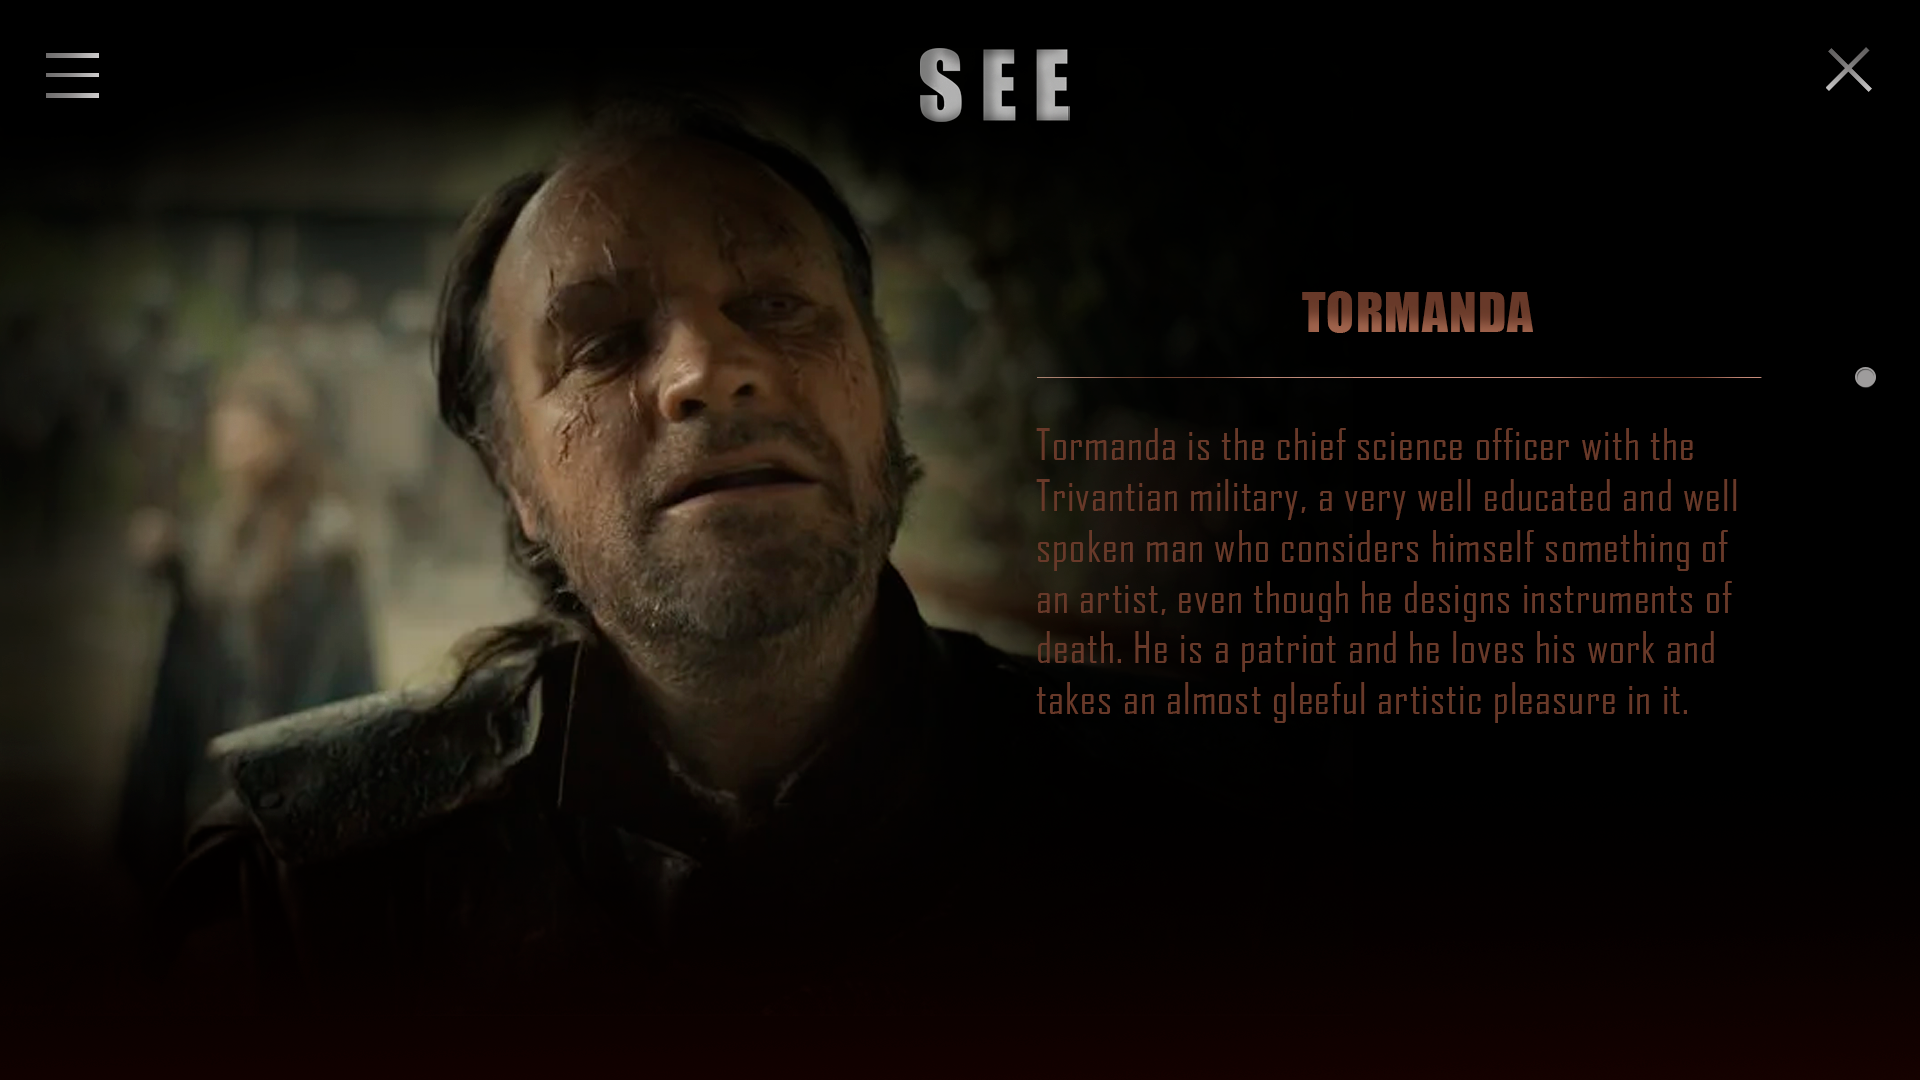 SEE
TORMANDA
Tormanda is the chief science officer with the
Trivantian military, a very well educated and well
spoken man who considers himself something of
an artist, even though he designs instruments of
death. He is a patriot and he loves his work and
takes an almost gleeful artistic pleasure in it.